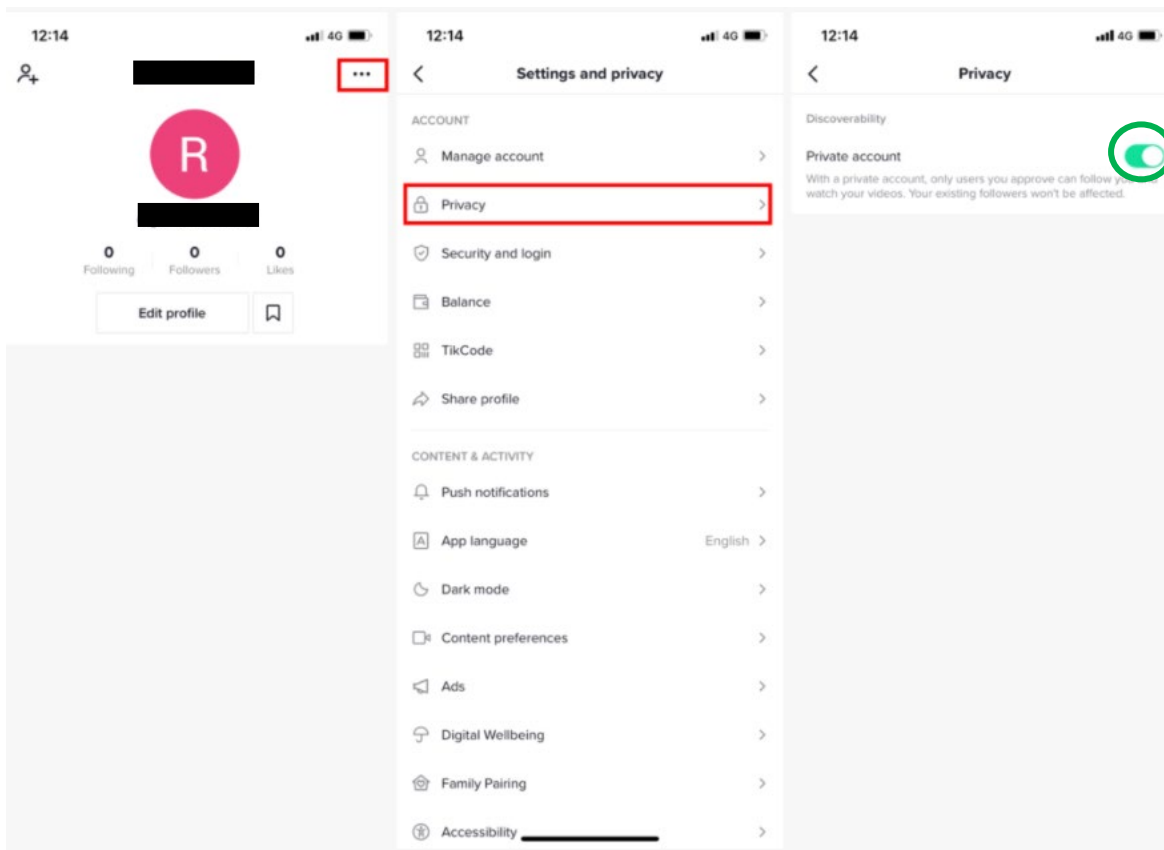 12:14
4G
R
0 0 0
Following Followers Likes
Edit profile
12:14
4G
Settings and privacy
ACCOUNT
Manage account
Privacy
Security and login
Balance
TikCode
Share profile
CONTENT & ACTIVITY
Push notifications
App language English
Dark mode
Content preferences
Ads
Digital Wellbeing
Family Pairing
Accessibility
12:14
4G
Privacy
Discoverability
Private account
With a private account, only users you approve can follow
watch your videos. Your existing followers won't be affected.